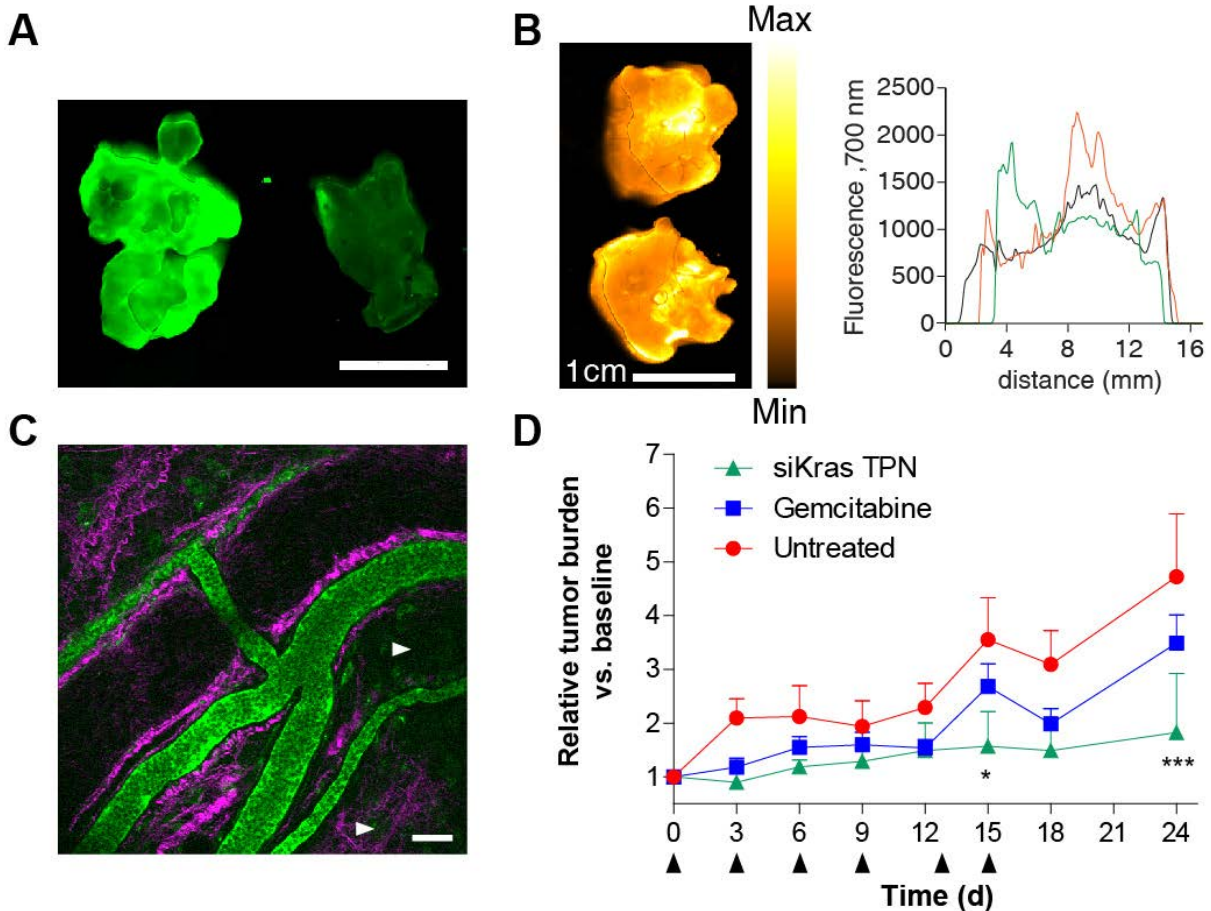 A
B
Max
1cm
Min
Fluorescence ,700 nm
2500
2000
1500
1000
500
0
0 4 8 12 16
distance (mm)
C
D
Relative tumor burden
vs. baseline
7
6
5
4
3
2
1
siKras TPN
Gemcitabine
Untreated
*
***
0 3 6 9 12 15 18 21 24
Time (d)